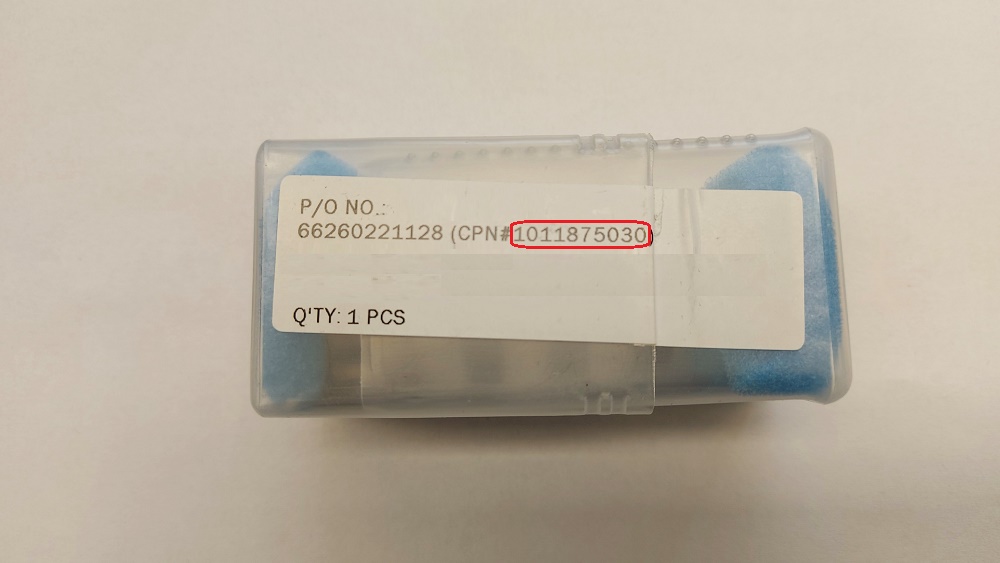 P/O NO.:
66260221128 (CPN#1011875030)
Q'TY: 1 PCS